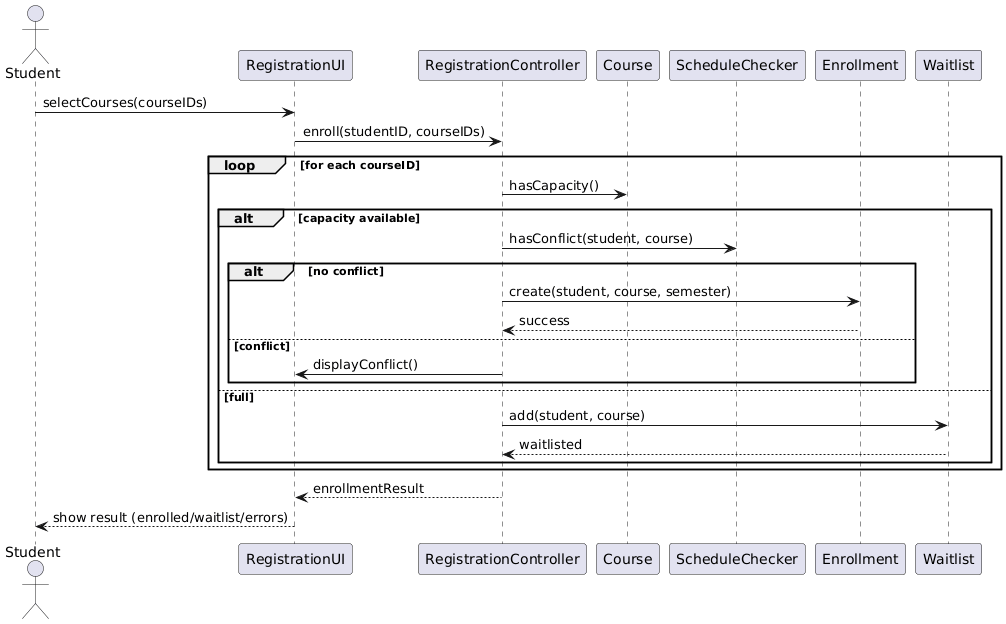 Student
RegistrationUI
RegistrationController
Course
ScheduleChecker
Enrollment
Waitlist
selectCourses(courseIDs)
enroll(studentID, courseIDs)
loop
[for each courseID]
hasCapacity()
alt
[capacity available]
hasConflict(student, course)
alt
[no conflict]
create(student, course, semester)
success
[conflict]
displayConflict()
[full]
add(student, course)
waitlisted
enrollmentResult
show result (enrolled/waitlist/errors)
Student
RegistrationUI
RegistrationController
Course
ScheduleChecker
Enrollment
Waitlist